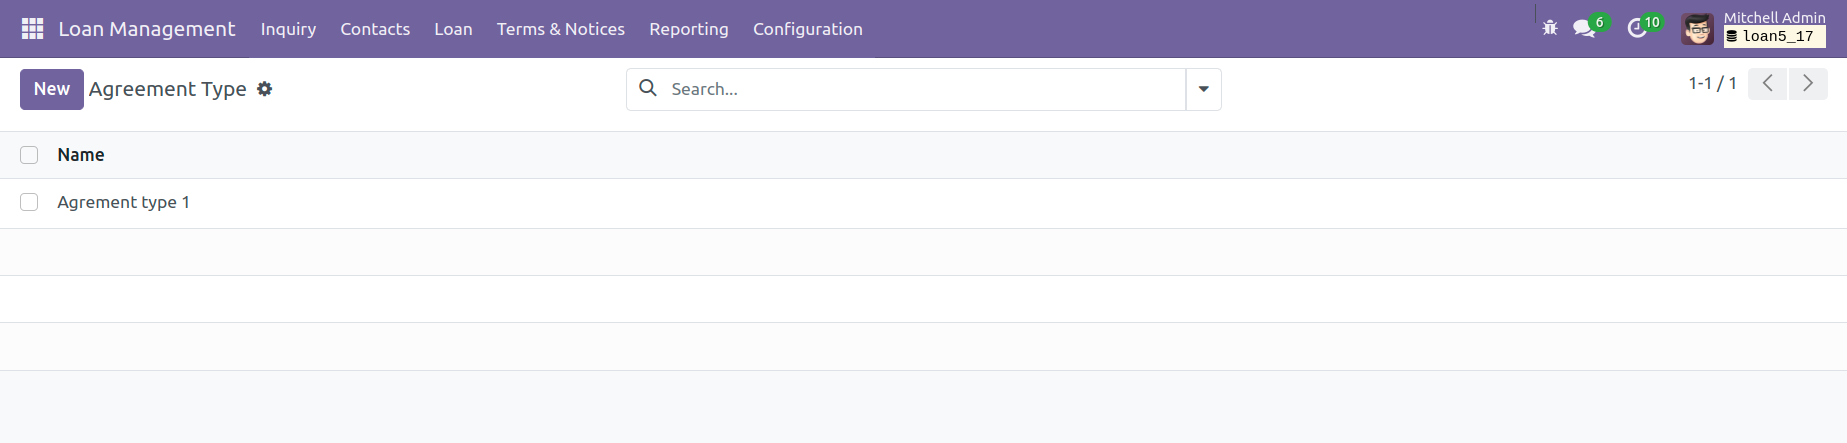 Loan Management Inquiry Contacts Loan Terms & Notices Reporting Configuration 6 10 Mitchell Admin
loan5_17
New Agreement Type Search... 1-1 / 1
Name
Agrement type 1